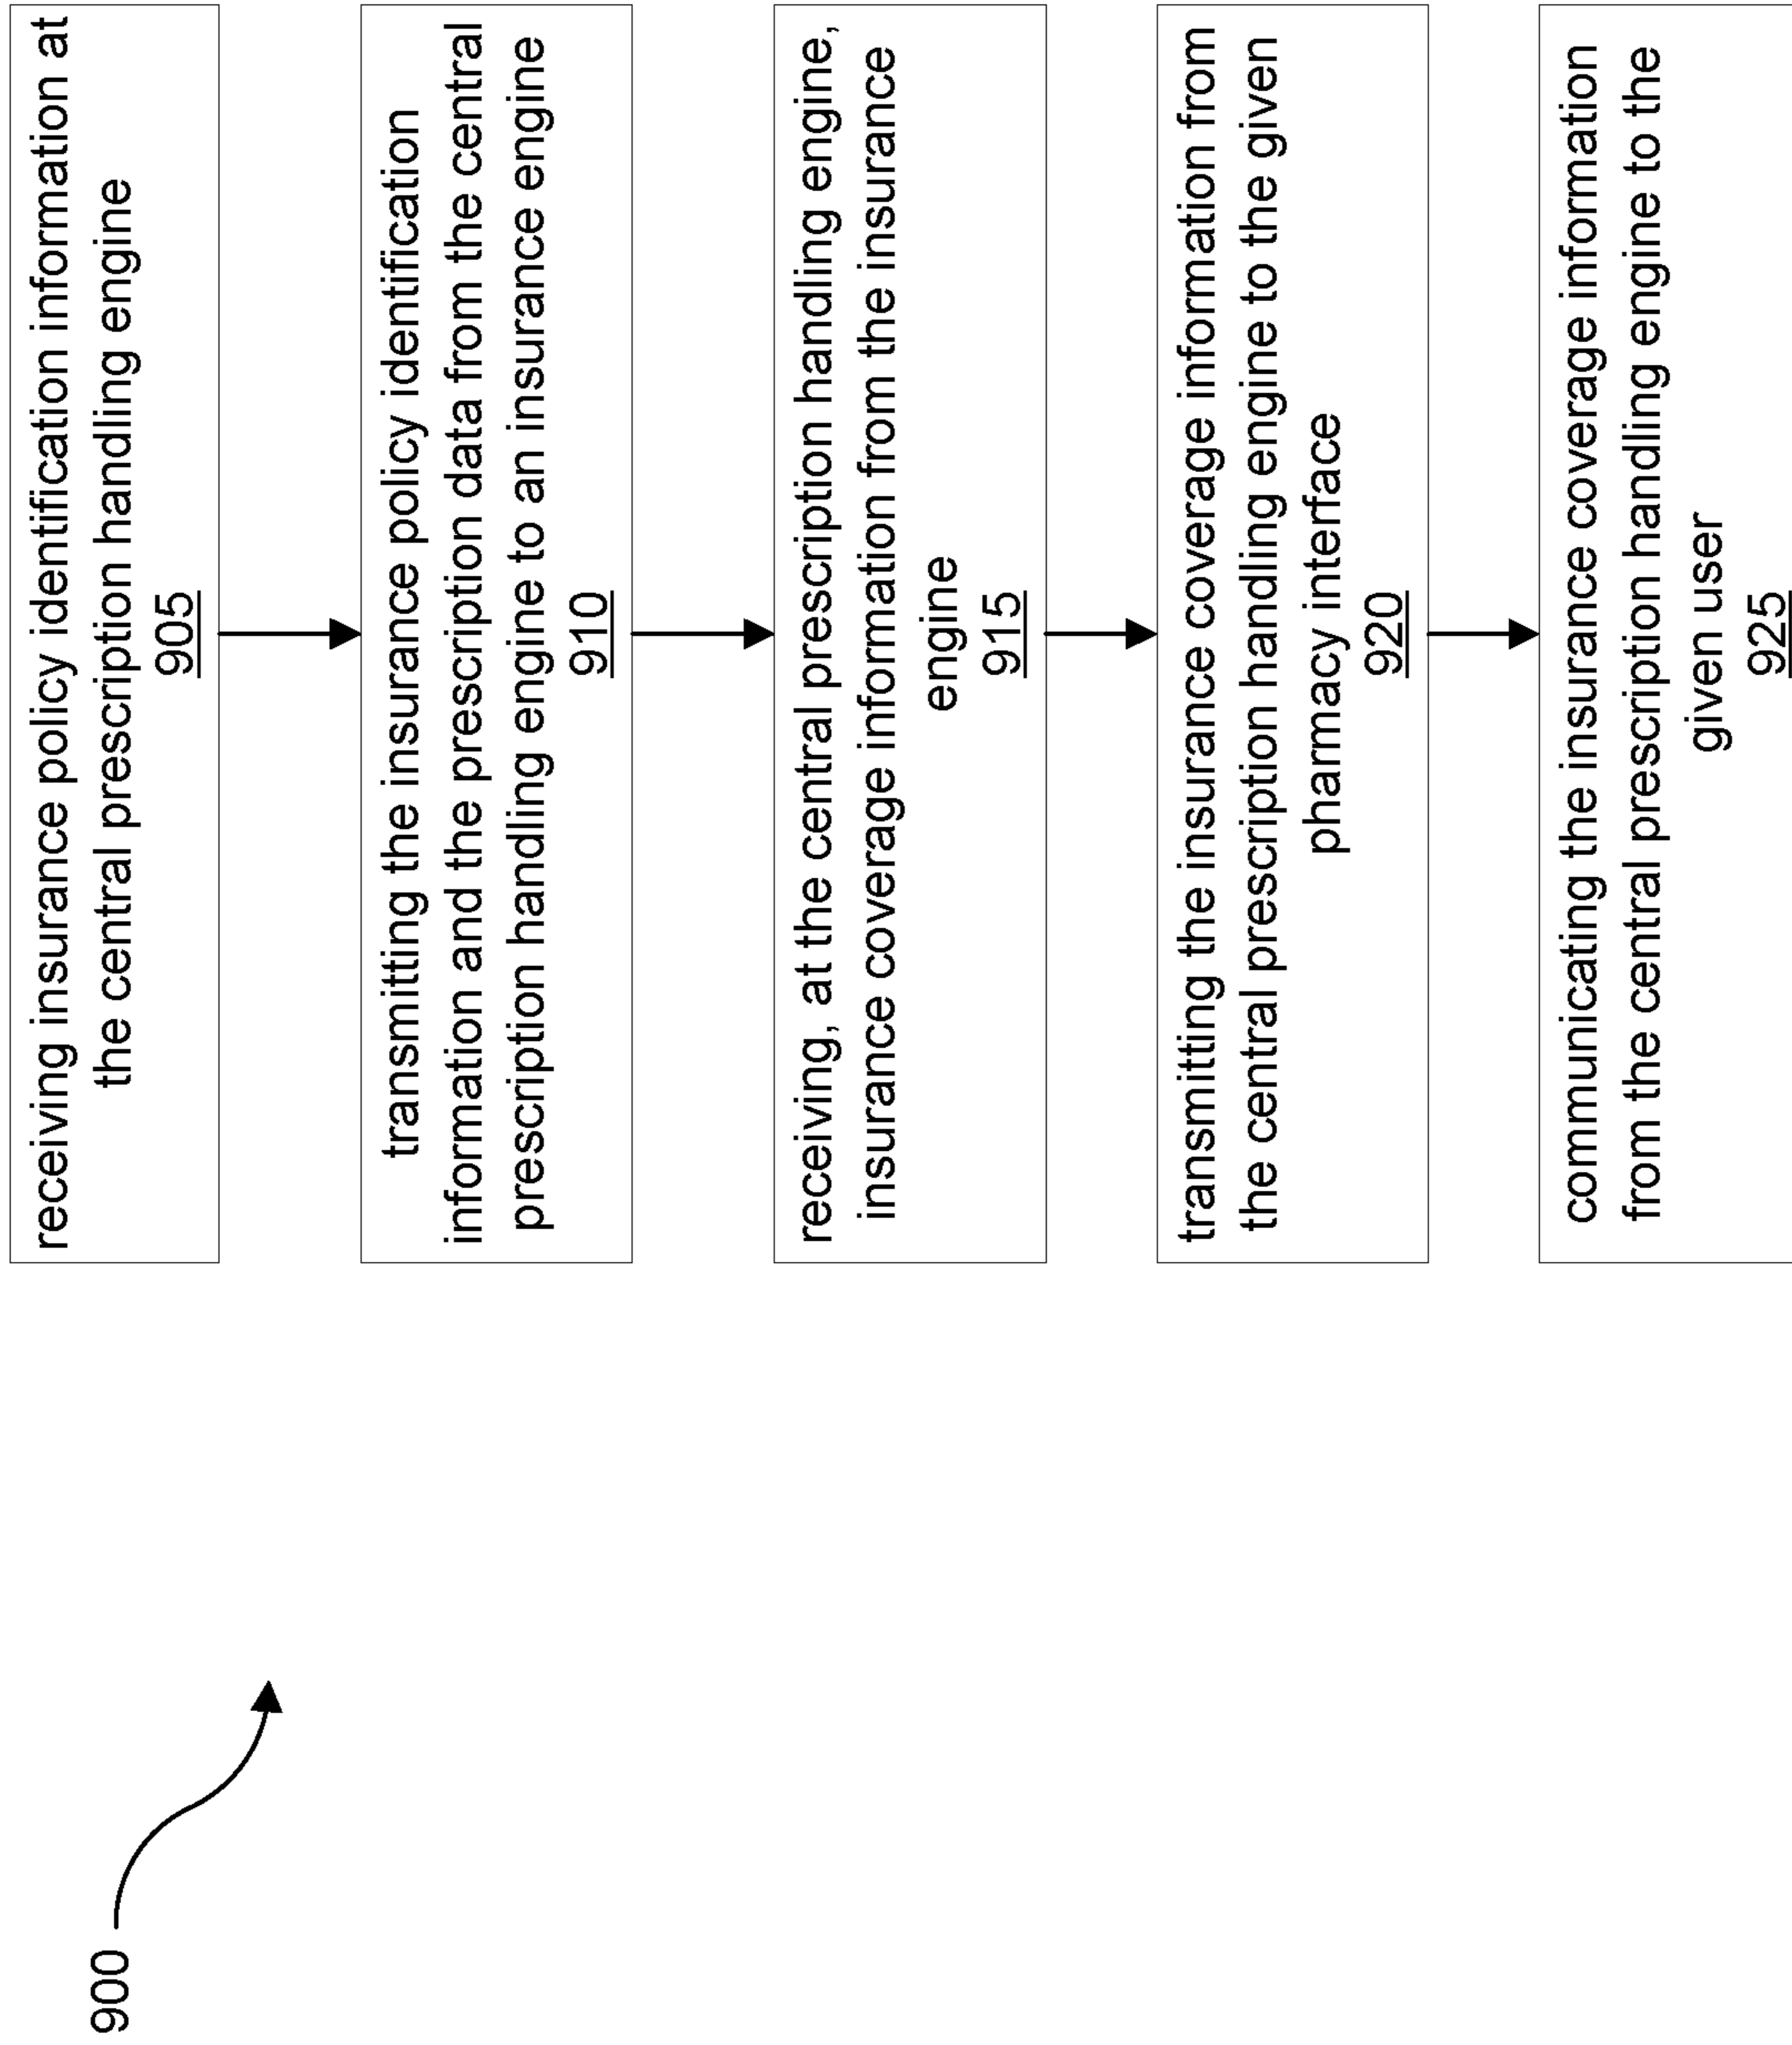 900
receiving insurance policy identification information at
the central prescription handling engine
905
transmitting the insurance policy identification
information and the prescription data from the central
prescription handling engine to an insurance engine
910
receiving, at the central prescription handling engine,
insurance coverage information from the insurance
engine
915
transmitting the insurance coverage information from
the central prescription handling engine to the given
pharmacy interface
920
communicating the insurance coverage information
from the central prescription handling engine to the
given user
925